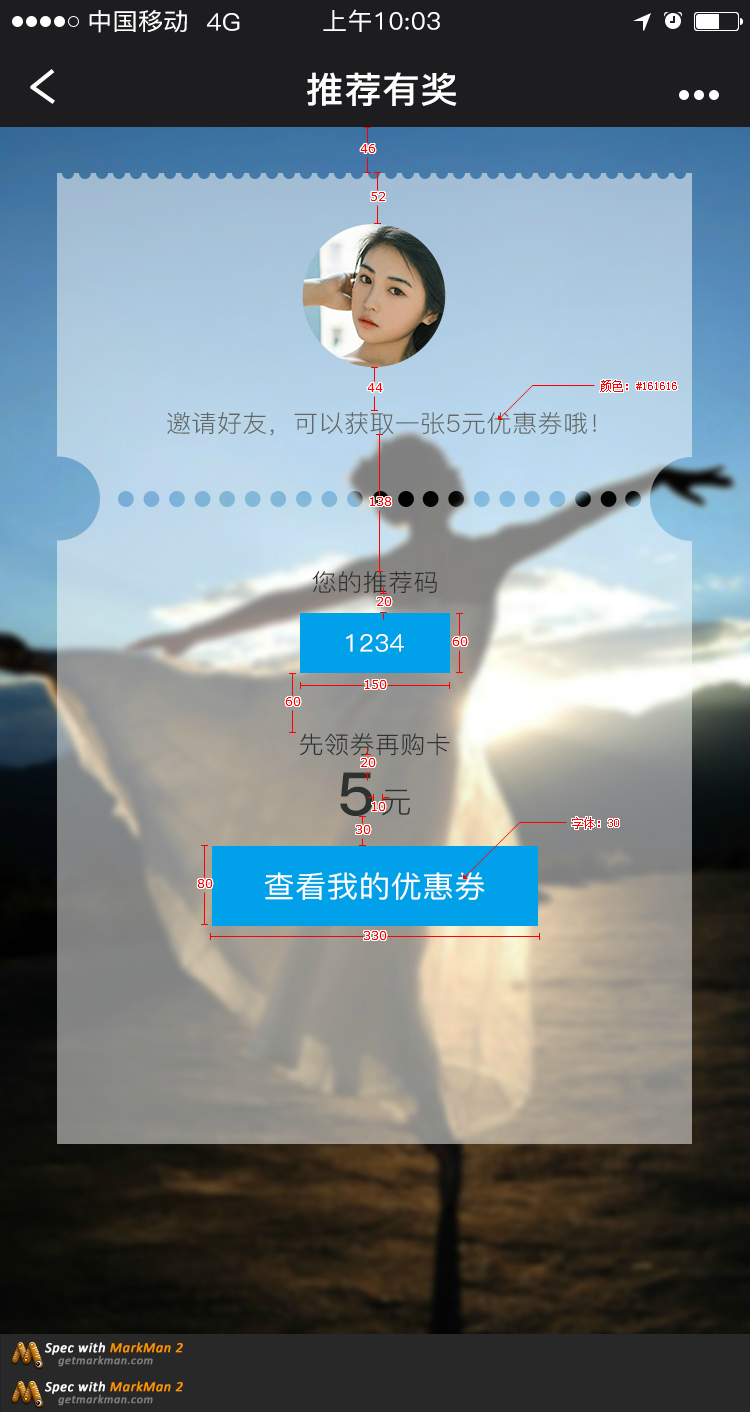 中国移动 4G 上午10:03
推荐有奖
46
52
44
颜色：#161616
邀请好友，可以获取一张5元优惠券哦！
138
您的推荐码
20
1234
60
150
60
先领券再购卡
20
5元
10
30
字体：30
80
查看我的优惠券
330
Spec with MarkMan 2
getmarkman.com
Spec with MarkMan 2
getmarkman.com